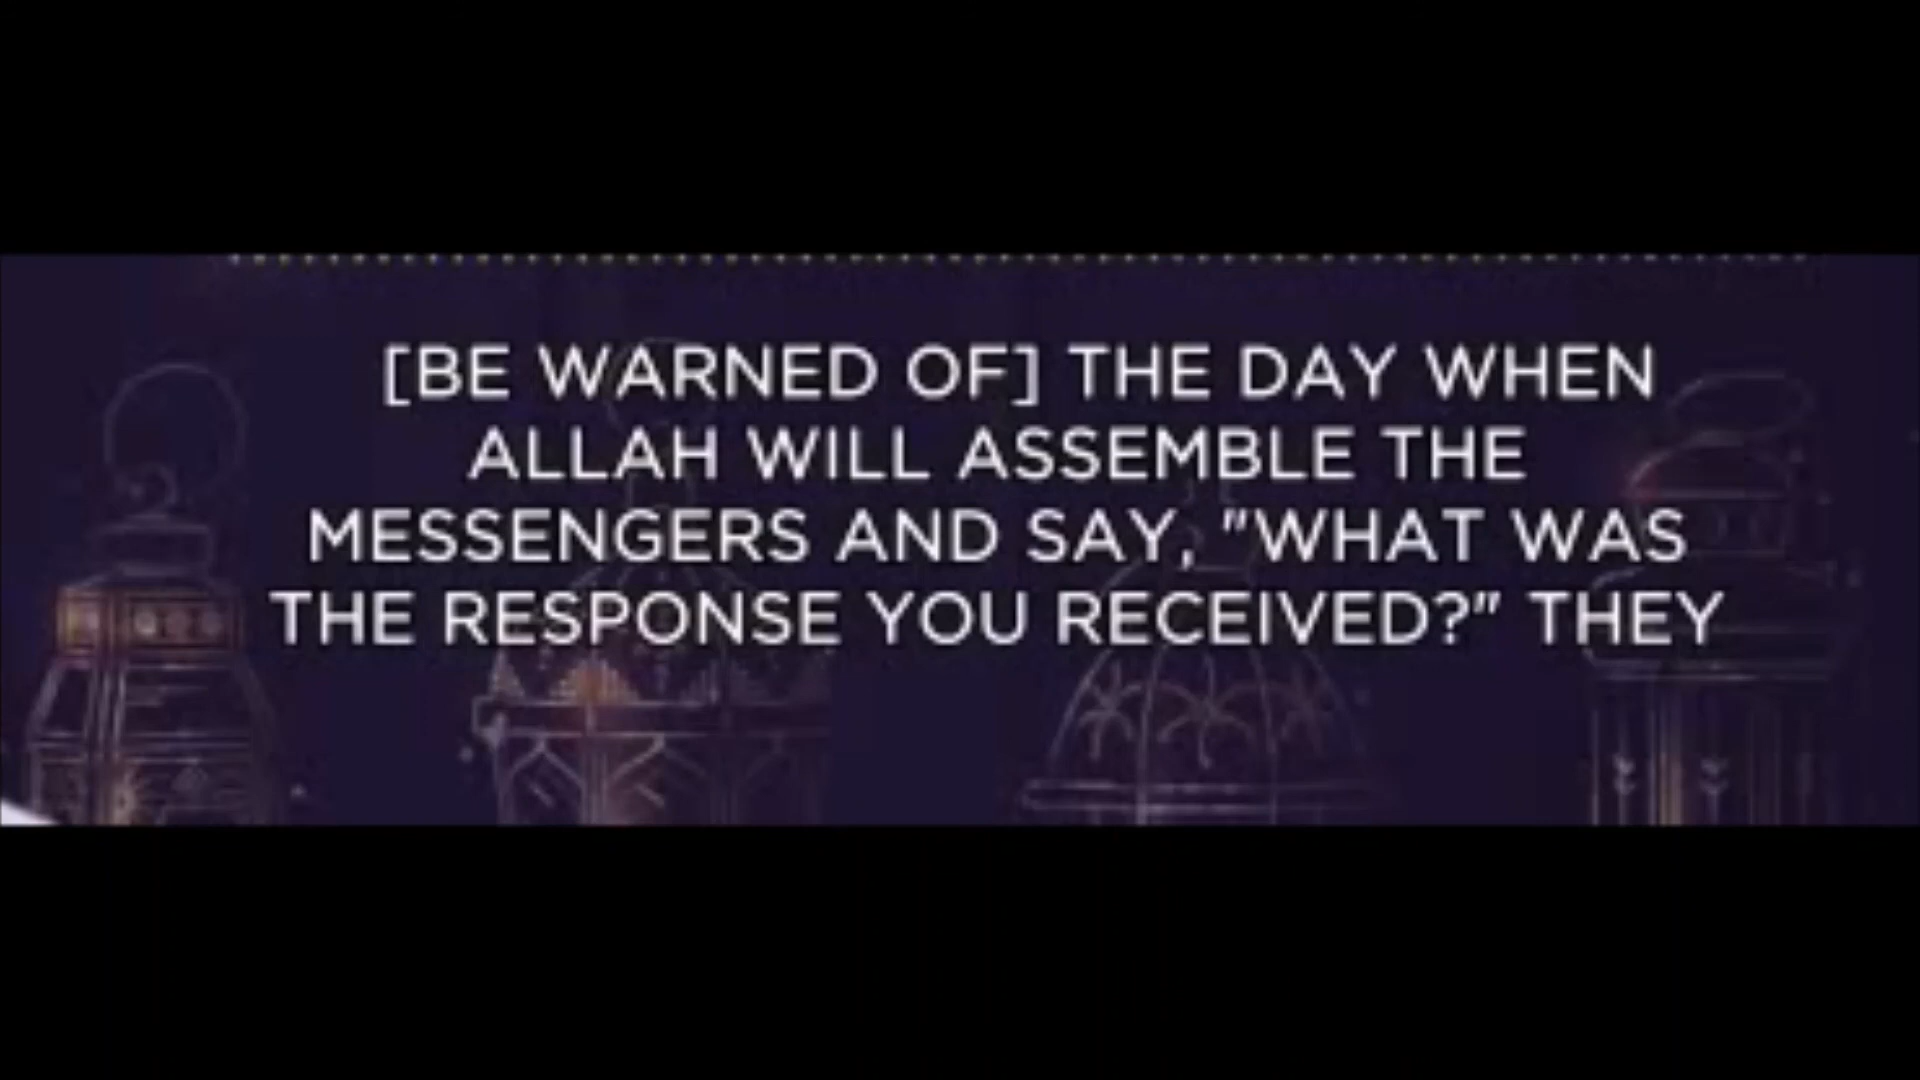 [BE WARNED OF] THE DAY WHEN
ALLAH WILL ASSEMBLE THE
MESSENGERS AND SAY, "WHAT WAS
THE RESPONSE YOU RECEIVED?" THEY